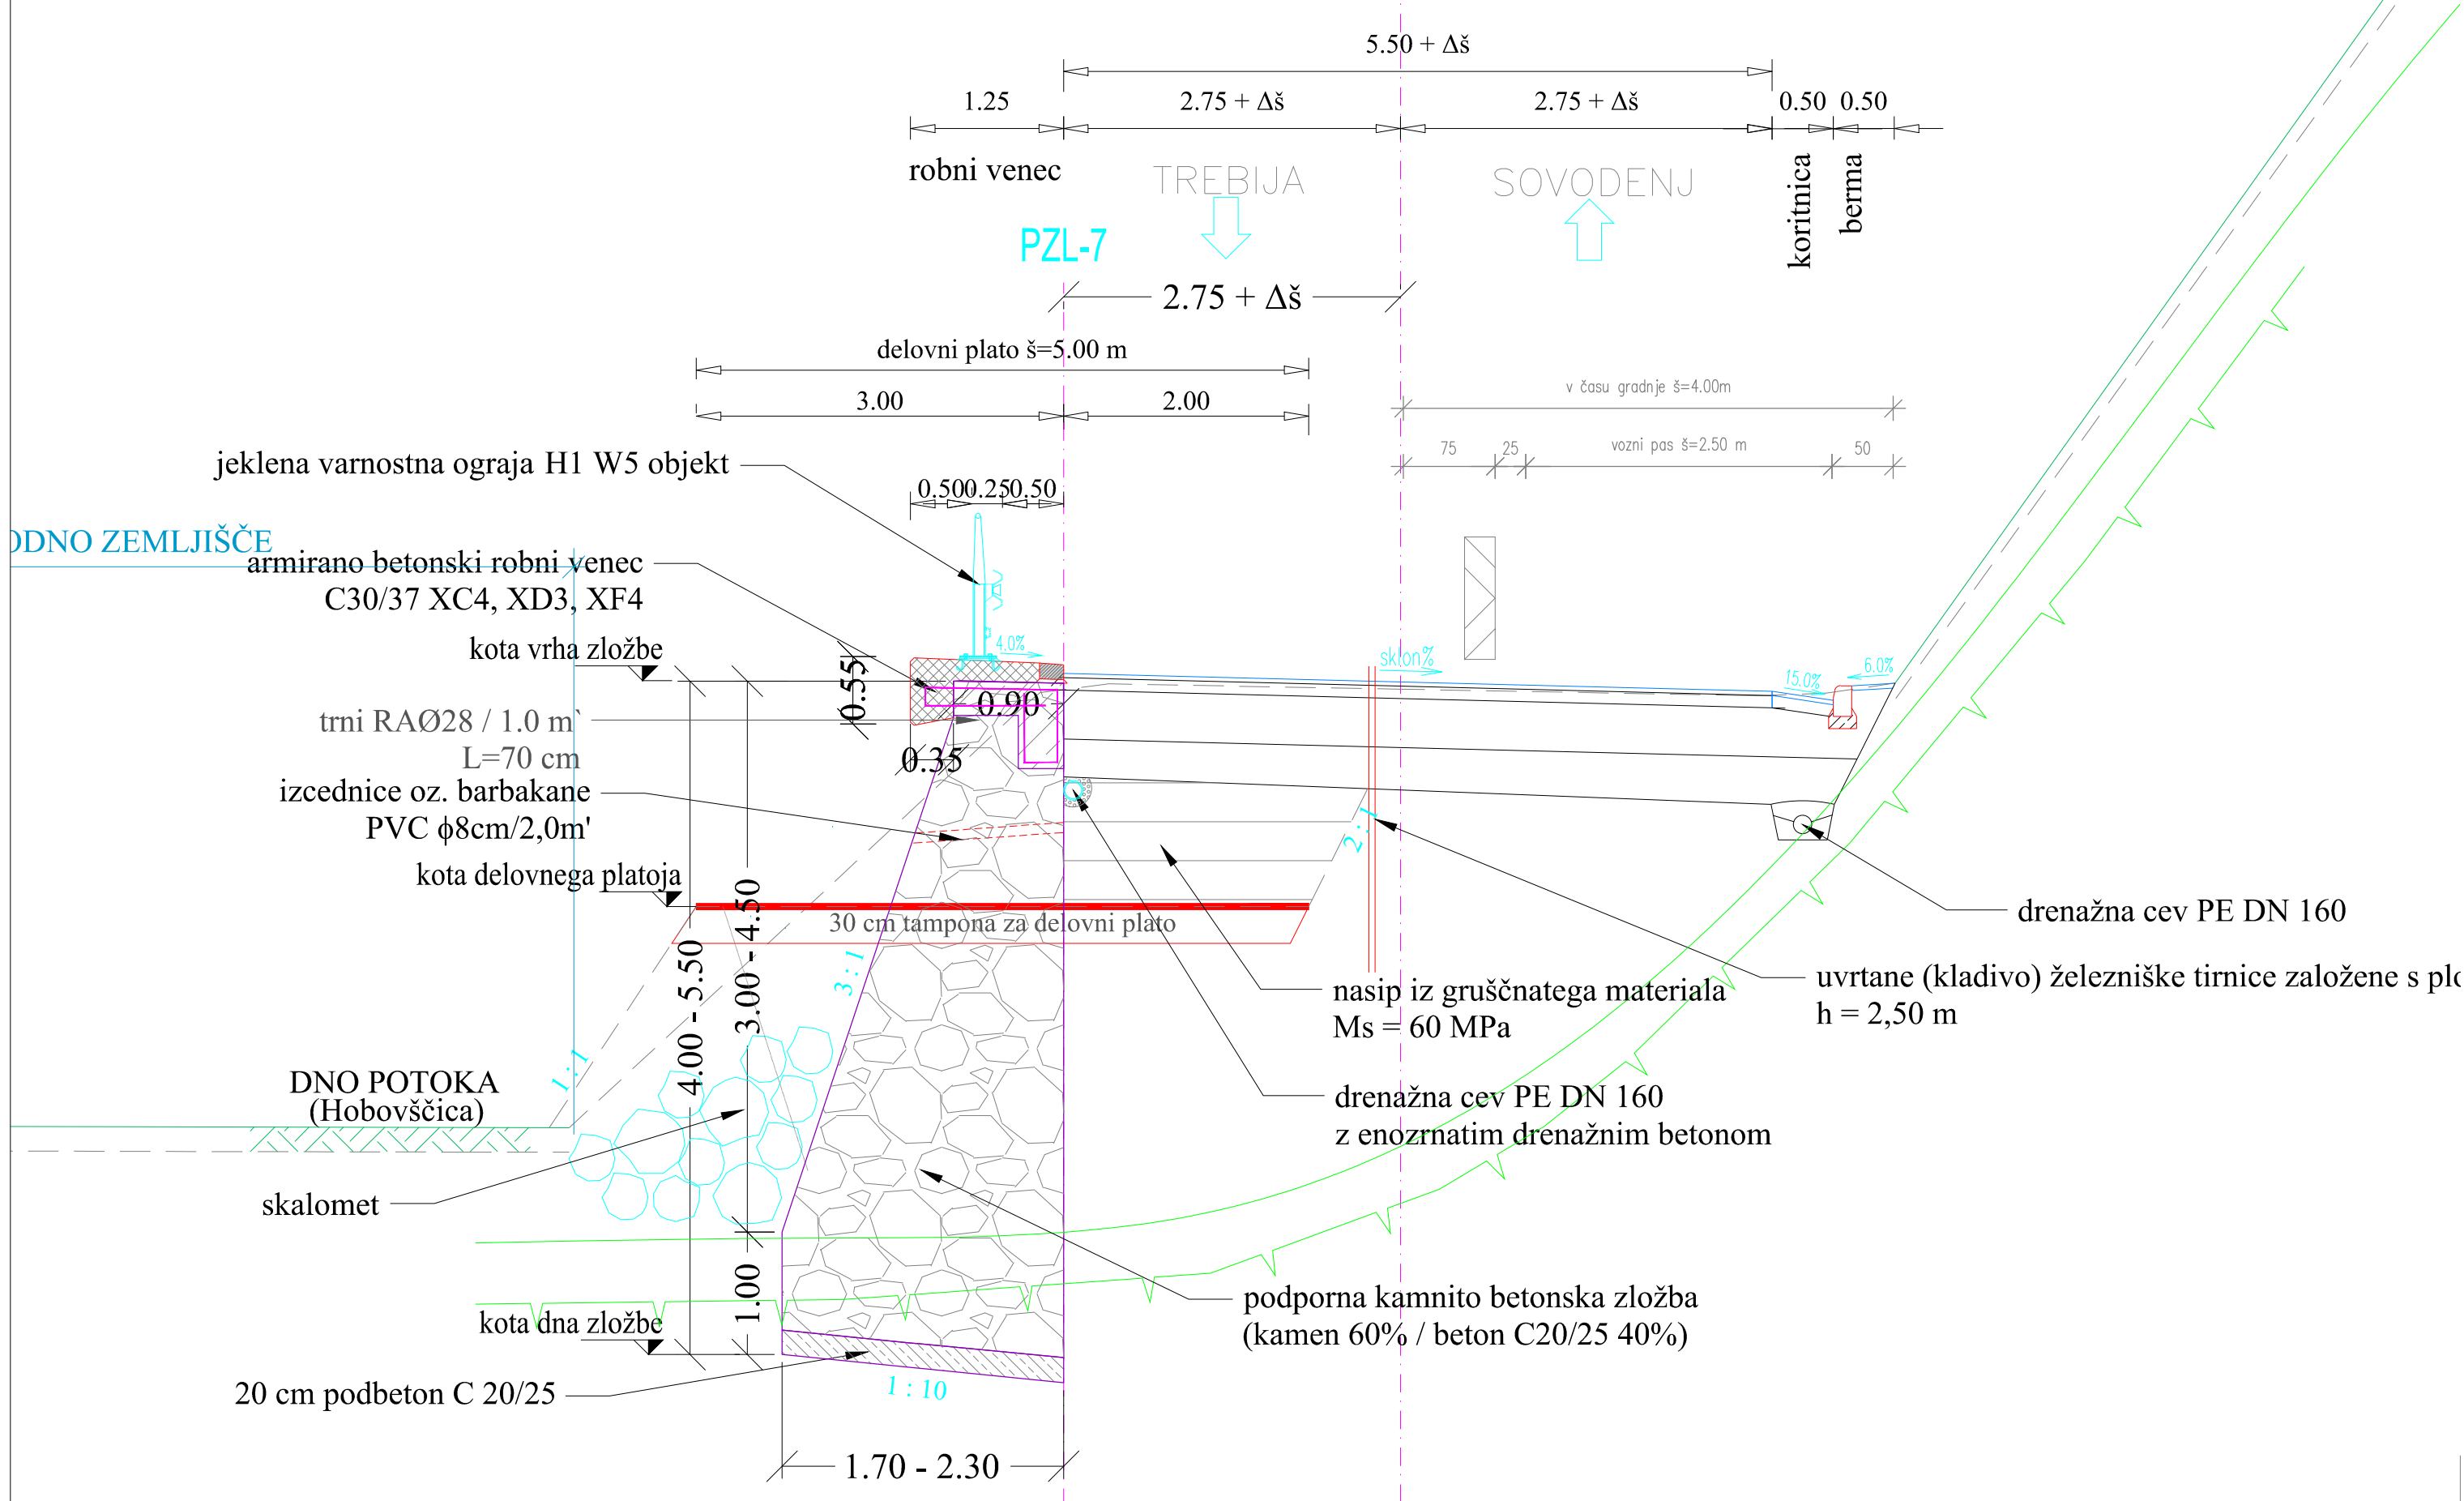 5.50 + Δš
1.25
2.75 + Δš
2.75 + Δš
0.50
0.50
robni venec
TREBIJA
SOVODENJ
koritnica
berma
PZL-7
2.75 + Δš
delovni plato š=5.00 m
3.00
2.00
v času gradnje š=4.00m
75
25
vozni pas š=2.50 m
50
jeklena varnostna ograja H1 W5 objekt
0.50
0.25
0.50
ZEMLJIŠČE
armirano betonski robni venec
C30/37 XC4, XD3, XF4
kota vrha zložbe
4.0%
sklon%
15.0%
6.0%
0.55
0.90
0.35
trni RAØ28 / 1.0 m`
L=70 cm
izcednice oz. barbakane
PVC ϕ8cm/2,0m'
2 : 1
kota delovnega platoja
30 cm tampona za delovni plato
drenažna cev PE DN 160
3 : 1
4.00 - 5.50
3.00 - 4.50
nasip iz gruščnatega materiala
Ms = 60 MPa
uvrtane (kladivo) železniške tirnice založene s
h = 2,50 m
1 : 1
DNO POTOKA
(Hobovščica)
drenažna cev PE DN 160
z enozrnatim drenažnim betonom
skalomet
1.00
podporna kamnito betonska zložba
(kamen 60% / beton C20/25 40%)
kota dna zložbe
20 cm podbeton C 20/25
1 : 10
1.70 - 2.30